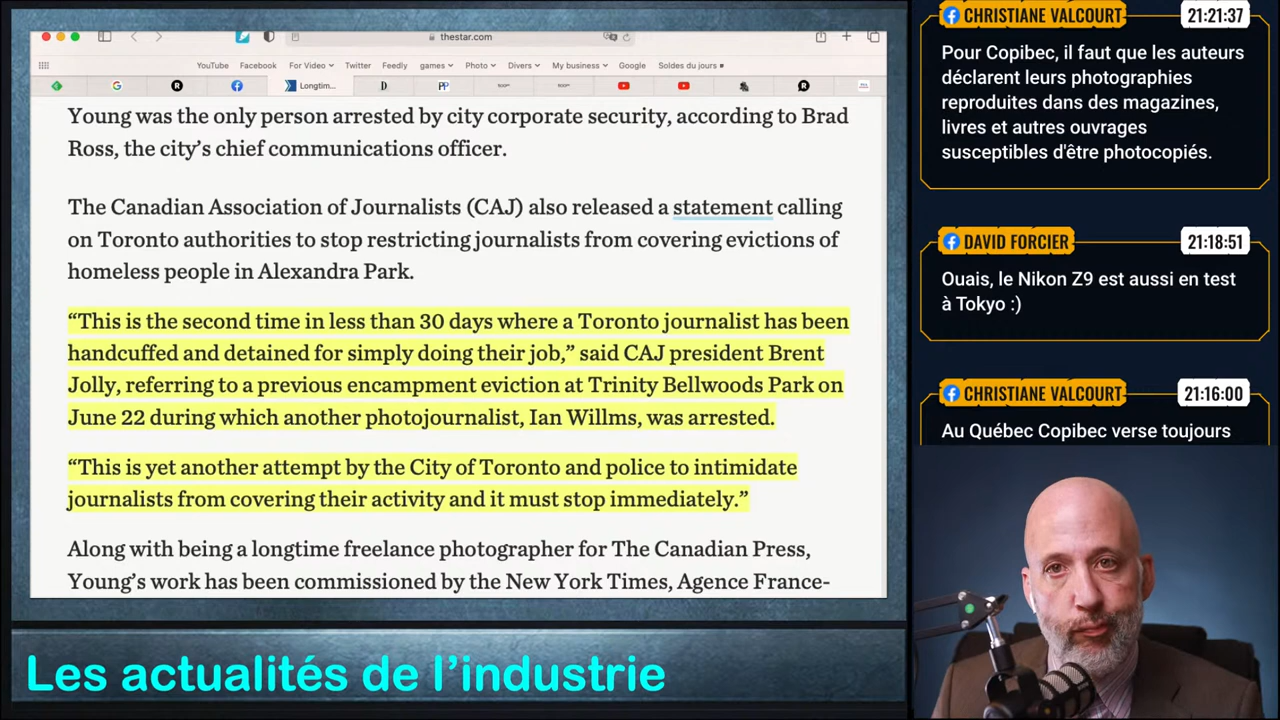 thestar.com
YouTube Facebook For Video Twitter Feedly games Photo Divers My business Google Soldes du jours
Longtim...
Young was the only person arrested by city corporate security, according to Brad
Ross, the city’s chief communications officer.
The Canadian Association of Journalists (CAJ) also released a statement calling
on Toronto authorities to stop restricting journalists from covering evictions of
homeless people in Alexandra Park.
“This is the second time in less than 30 days where a Toronto journalist has been
handcuffed and detained for simply doing their job,” said CAJ president Brent
Jolly, referring to a previous encampment eviction at Trinity Bellwoods Park on
June 22 during which another photojournalist, Ian Willms, was arrested.
“This is yet another attempt by the City of Toronto and police to intimidate
journalists from covering their activity and it must stop immediately.”
Along with being a longtime freelance photographer for The Canadian Press,
Young’s work has been commissioned by the New York Times, Agence France-
Les actualités de l’industrie
CHRISTIANE VALCOURT 21:21:37
Pour Copibec, il faut que les auteurs
déclarent leurs photographies
reproduites dans des magazines,
livres et autres ouvrages
susceptibles d'être photocopiés.
DAVID FORCIER 21:18:51
Ouais, le Nikon Z9 est aussi en test
à Tokyo :)
CHRISTIANE VALCOURT 21:16:00
Au Québec Copibec verse toujours